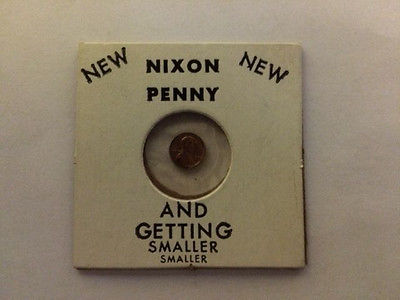 NEW NIXON NEW
PENNY
AND
GETTING
SMALLER
SMALLER